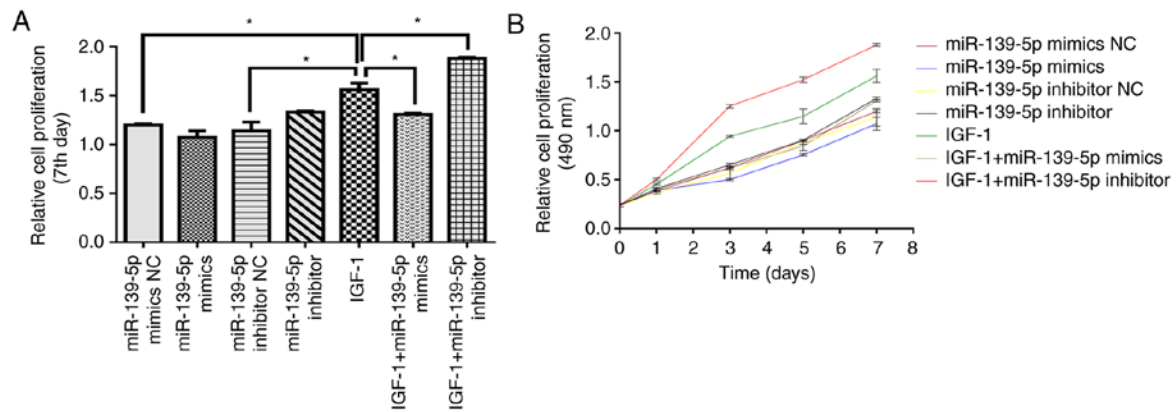 A
* *
* *
Relative cell proliferation
(7th day)
2.0
1.5
1.0
0.5
0.0
miR-139-5p
mimics NC
miR-139-5p
mimics
miR-139-5p
inhibitor NC
miR-139-5p
inhibitor
IGF-1
IGF-1+miR-139-5p
mimics
IGF-1+miR-139-5p
inhibitor
B
Relative cell proliferation
(490 nm)
2.0
1.5
1.0
0.5
0.0
0 1 2 3 4 5 6 7 8
Time (days)
miR-139-5p mimics NC
miR-139-5p mimics
miR-139-5p inhibitor NC
miR-139-5p inhibitor
IGF-1
IGF-1+miR-139-5p mimics
IGF-1+miR-139-5p inhibitor